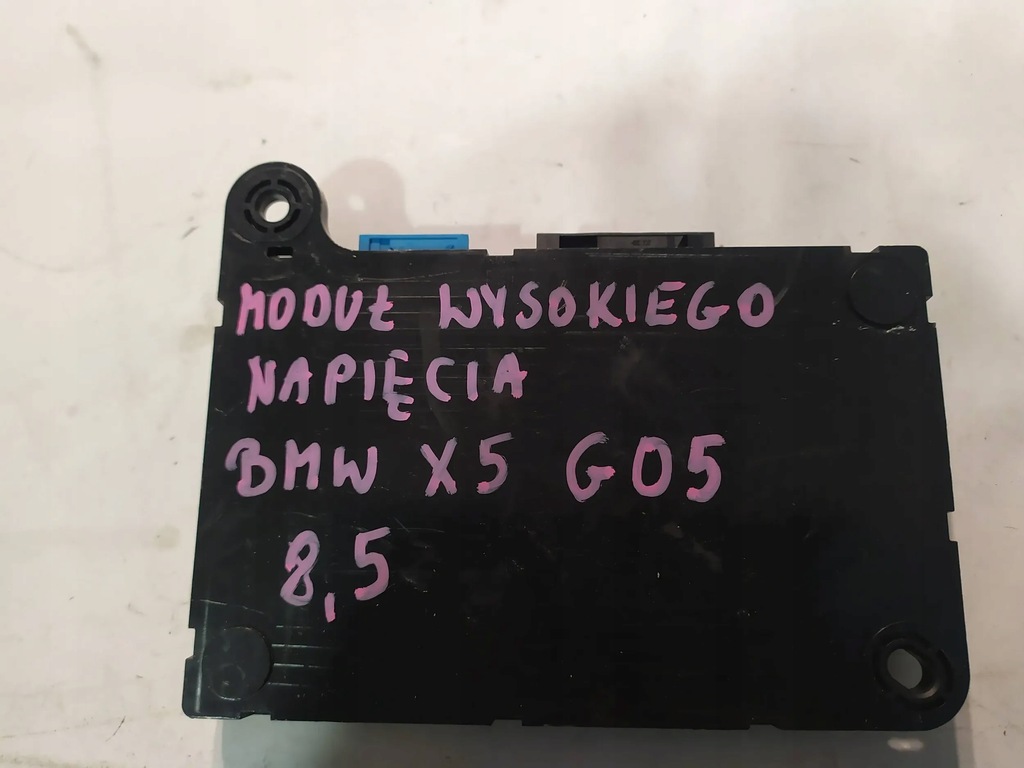 MODUŁ WYSOKIEGO
NAPIĘCIA
BMW X5 G05
8,5